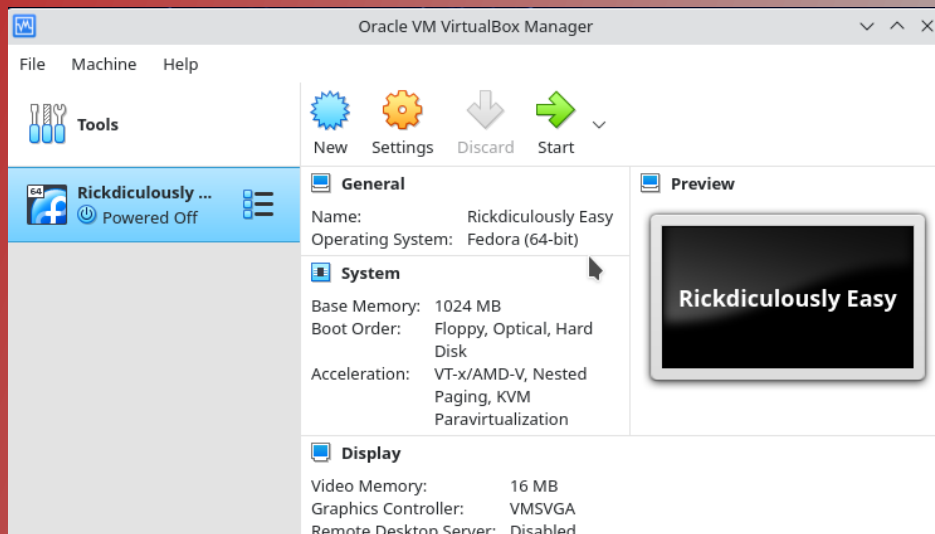 Oracle VM VirtualBox Manager
File Machine Help
Tools
New Settings Discard Start
64
Rickdiculously ...
Powered Off
General
Name: Rickdiculously Easy
Operating System: Fedora (64-bit)
System
Base Memory: 1024 MB
Boot Order: Floppy, Optical, Hard
Disk
Acceleration: VT-x/AMD-V, Nested
Paging, KVM
Paravirtualization
Display
Video Memory: 16 MB
Graphics Controller: VMSVGA
Remote Desktop Server: Disabled
Preview
Rickdiculously Easy